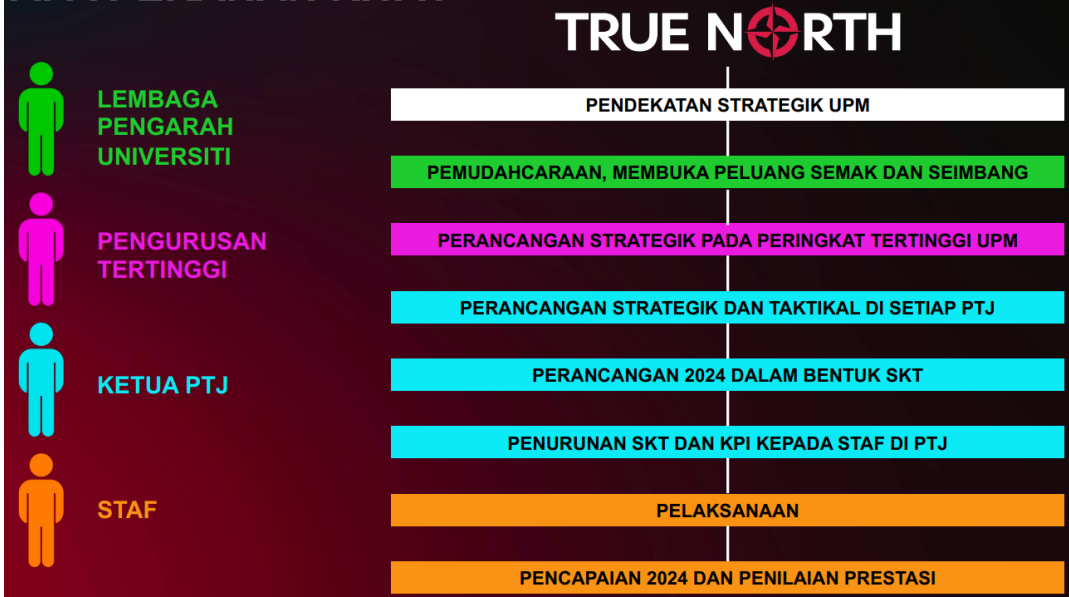 TRUE NORTH
LEMBAGA
PENGARAH
UNIVERSITI
PENGURUSAN
TERTINGGI
KETUA PTJ
STAF
PENDEKATAN STRATEGIK UPM
PEMUDAHCARAAN, MEMBUKA PELUANG SEMAK DAN SEIMBANG
PERANCANGAN STRATEGIK PADA PERINGKAT TERTINGGI UPM
PERANCANGAN STRATEGIK DAN TAKTIKAL DI SETIAP PTJ
PERANCANGAN 2024 DALAM BENTUK SKT
PENURUNAN SKT DAN KPI KEPADA STAF DI PTJ
PELAKSANAAN
PENCAPAIAN 2024 DAN PENILAIAN PRESTASI